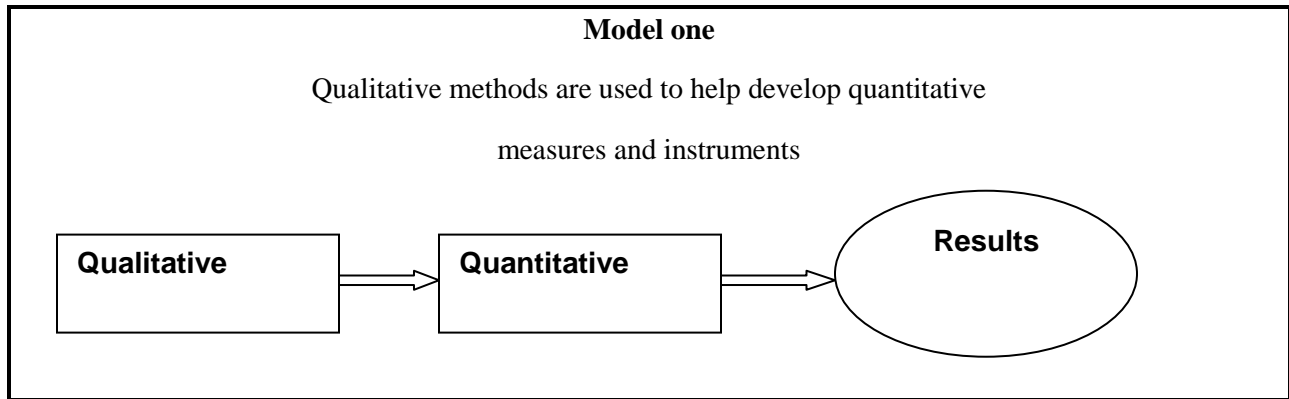 Model one
Qualitative methods are used to help develop quantitative
measures and instruments
Qualitative
Quantitative
Results